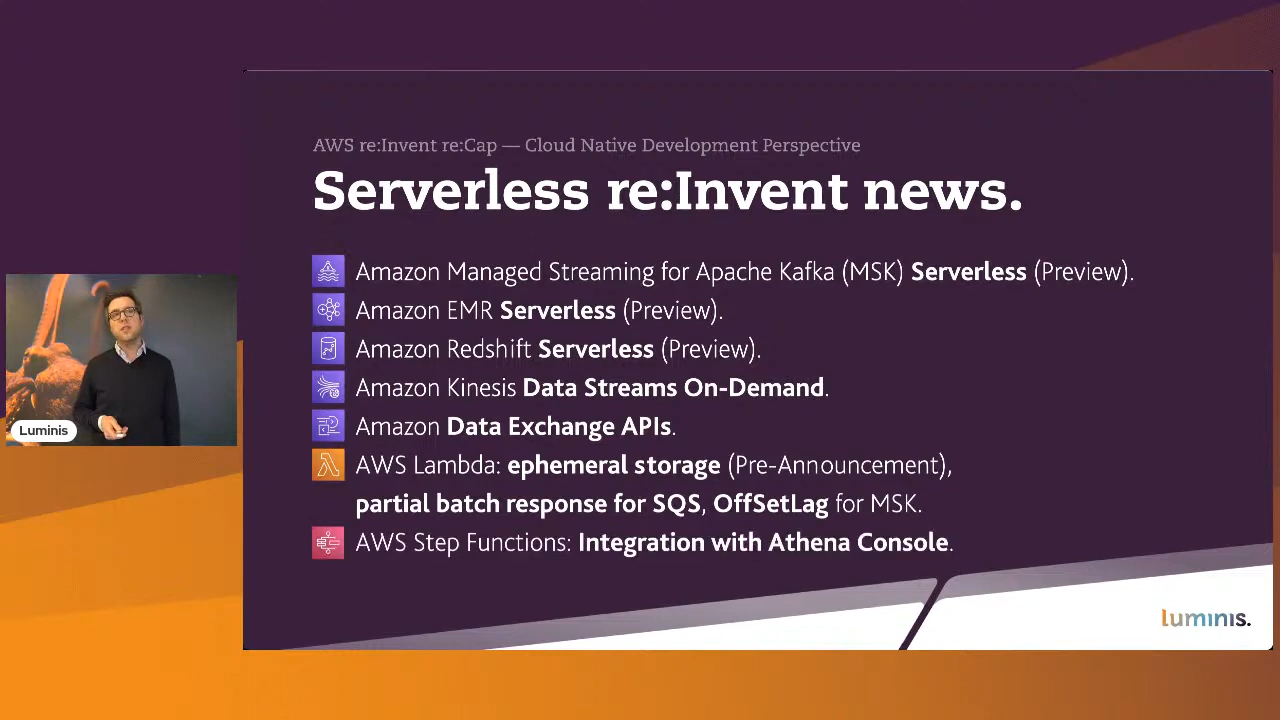 AWS re:Invent re:Cap — Cloud Native Development Perspective
Serverless re:Invent news.
Amazon Managed Streaming for Apache Kafka (MSK) Serverless (Preview).
Amazon EMR Serverless (Preview).
Amazon Redshift Serverless (Preview).
Amazon Kinesis Data Streams On-Demand.
Amazon Data Exchange APIs.
AWS Lambda: ephemeral storage (Pre-Announcement),
partial batch response for SQS, OffSetLag for MSK.
AWS Step Functions: Integration with Athena Console.
Luminis
luminis.